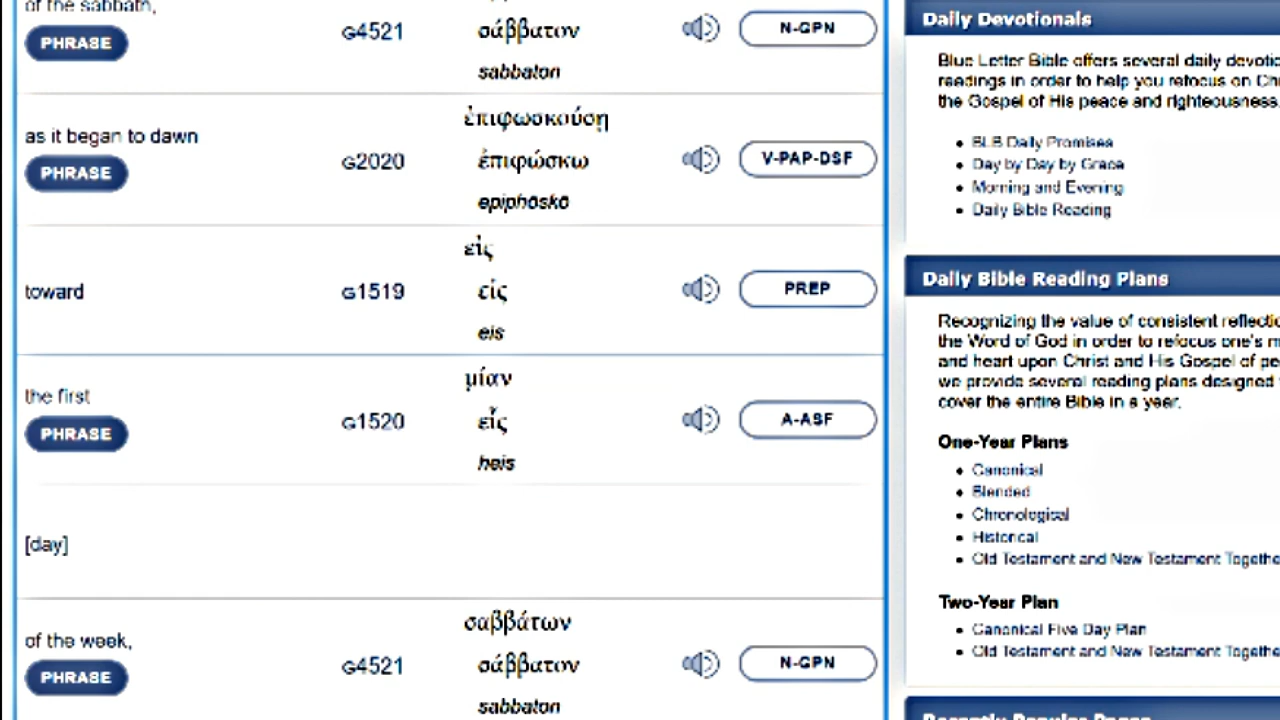 of the sabbath,
PHRASE
G4521
σάββατον
sabbaton
N-GPN
as it began to dawn
PHRASE
G2020
ἐπιφωσκούσῃ
ἐπιφώσκω
epiphōskō
V-PAP-DSF
toward
G1519
εἰς
εἰς
eis
PREP
the first
PHRASE
G1520
μίαν
εἷς
heis
A-ASF
[day]
of the week,
PHRASE
G4521
σαββάτων
σάββατον
sabbaton
N-GPN
Daily Devotionals
Blue Letter Bible offers several daily
readings in order to help you refocus on
the Gospel of His peace and righteousness.
BLB Daily Promises
Day by Day by Grace
Morning and Evening
Daily Bible Reading
Daily Bible Reading Plans
Recognizing the value of consistent
the Word of God in order to refocus one's
and heart upon Christ and His Gospel of
we provide several reading plans designed
cover the entire Bible in a year.
One-Year Plans
Canonical
Blended
Chronological
Historical
Old Testament and New Testament
Two-Year Plan
Canonical Five Day Plan
Old Testament and New Testament